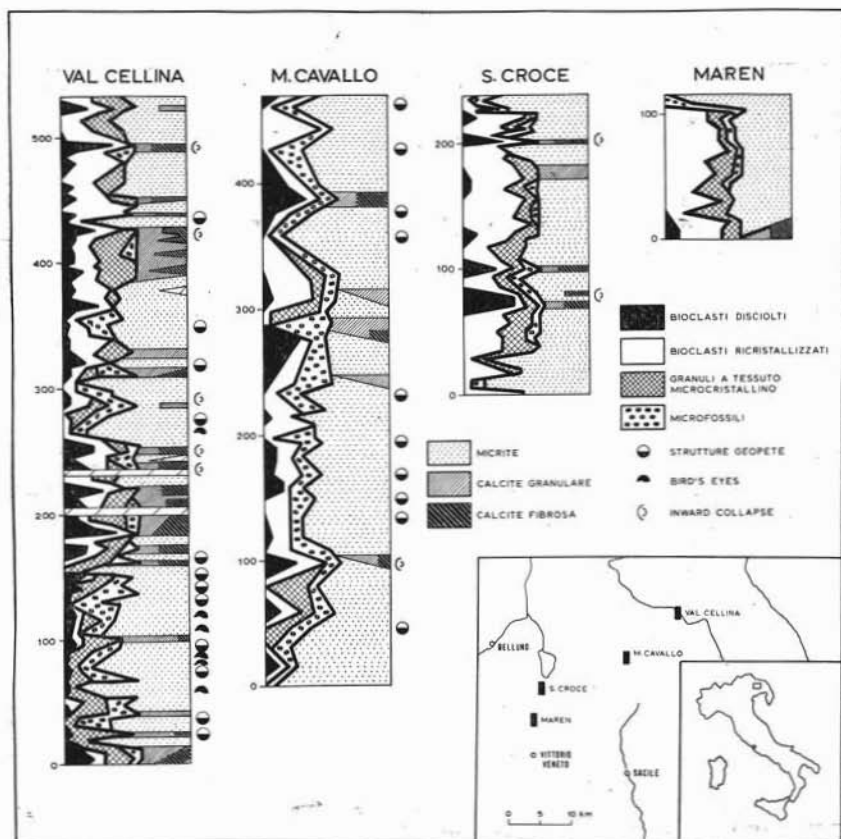 VAL CELLINA
M. CAVALLO
S. CROCE
MAREN
500
400
300
200
100
0
400
300
200
100
0
200
100
0
100
0
BIOCLASTI DISCIOLTI
BIOCLASTI RICRISTALLIZZATI
GRANULI A TESSUTO
MICROCRISTALLINO
MICROFOSSILI
STRUTTURE GEOPETE
BIRD'S EYES
INWARD COLLAPSE
MICRITE
CALCITE GRANULARE
CALCITE FIBROSA
VAL CELLINA
BELLUNO
M. CAVALLO
S. CROCE
MAREN
VITTORIO
VENETO
SACILE
0 5 10 km